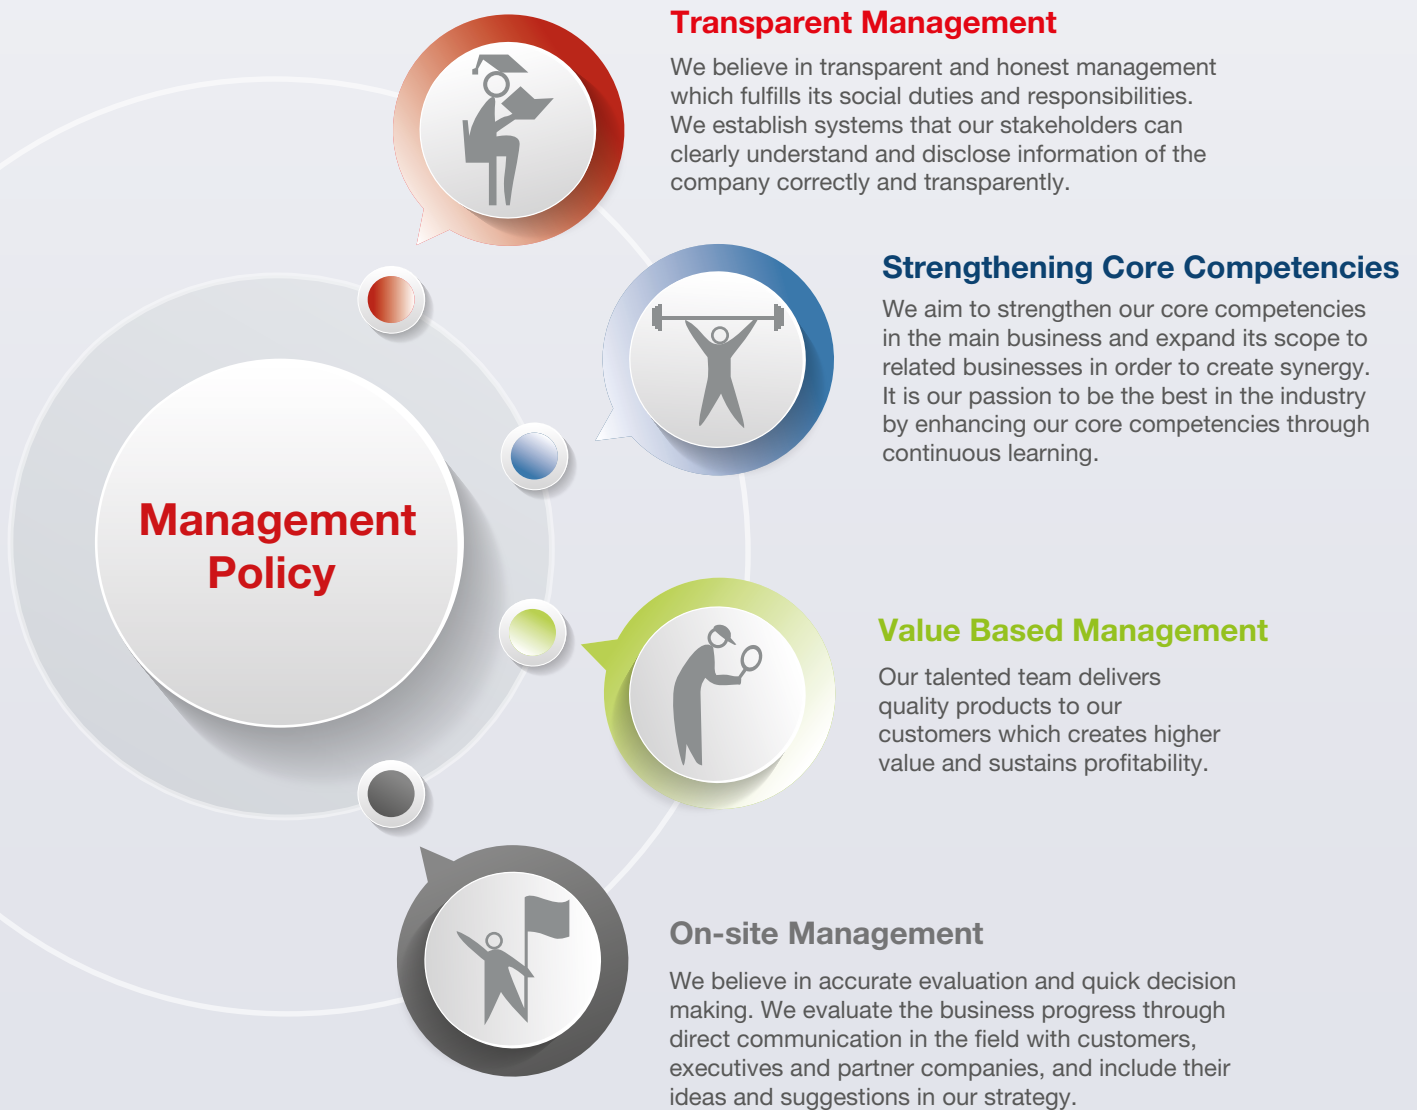 Transparent Management
We believe in transparent and honest management
which fulfills its social duties and responsibilities.
We establish systems that our stakeholders can
clearly understand and disclose information of the
company correctly and transparently.
Strengthening Core Competencies
We aim to strengthen our core competencies
in the main business and expand its scope to
related businesses in order to create synergy.
It is our passion to be the best in the industry
by enhancing our core competencies through
continuous learning.
Management
Policy
Value Based Management
Our talented team delivers
quality products to our
customers which creates higher
value and sustains profitability.
On-site Management
We believe in accurate evaluation and quick decision
making. We evaluate the business progress through
direct communication in the field with customers,
executives and partner companies, and include their
ideas and suggestions in our strategy.